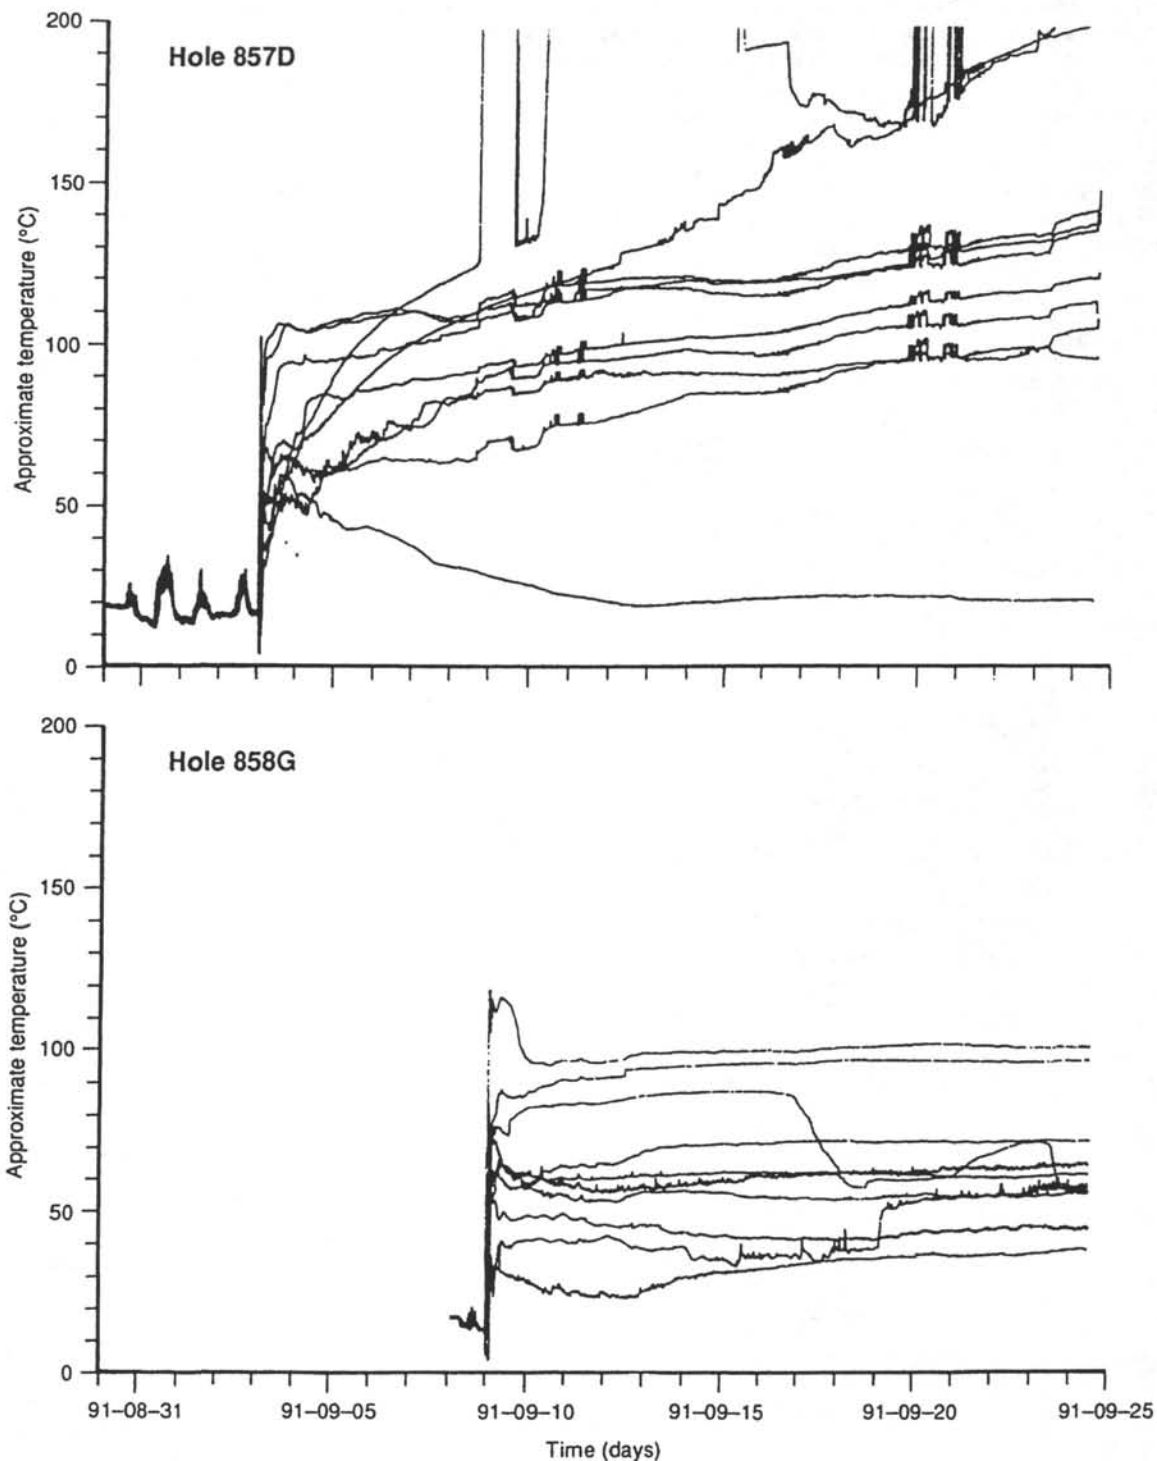 Hole 857D
Approximate temperature (°C)
200
150
100
50
0
Hole 858G
Approximate temperature (°C)
200
150
100
50
0
91–08–31 91–09–05 91–09–10 91–09–15 91–09–20 91–09–25
Time (days)